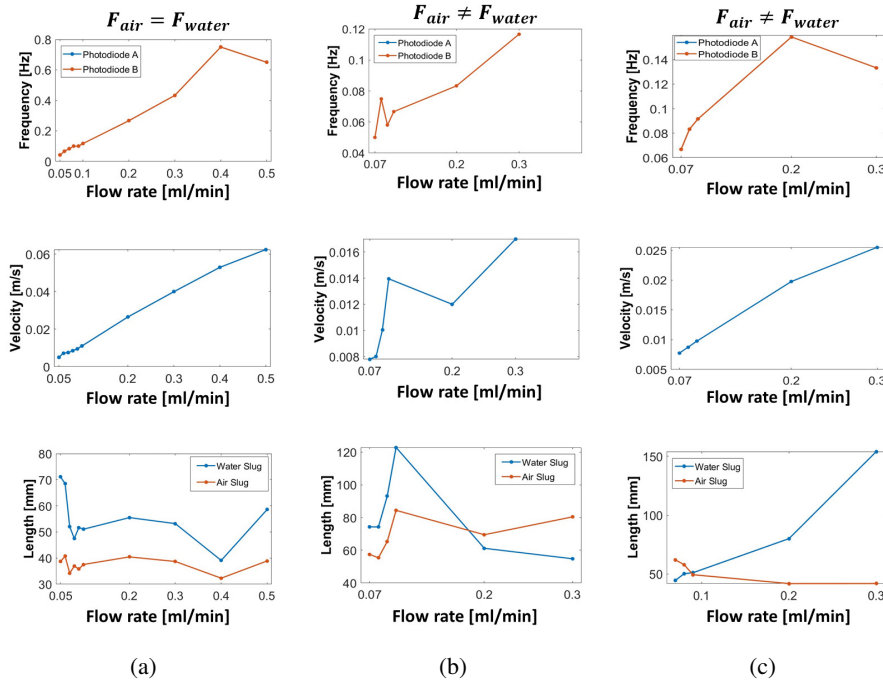 F_air = F_water
F_air ≠ F_water
F_air ≠ F_water
Frequency [Hz]
0.8
0.6
0.4
0.2
0
Photodiode A
Photodiode B
0.05 0.1 0.2 0.3 0.4 0.5
Flow rate [ml/min]
Frequency [Hz]
0.12
0.1
0.08
0.06
0.04
Photodiode A
Photodiode B
0.07 0.2 0.3
Flow rate [ml/min]
Frequency [Hz]
0.14
0.12
0.1
0.08
0.06
Photodiode A
Photodiode B
0.07 0.2 0.3
Flow rate [ml/min]
Velocity [m/s]
0.06
0.04
0.02
0
0.05 0.2 0.3 0.4 0.5
Flow rate [ml/min]
Velocity [m/s]
0.016
0.014
0.012
0.01
0.008
0.07 0.2 0.3
Flow rate [ml/min]
Velocity [m/s]
0.025
0.02
0.015
0.01
0.005
0.07 0.2 0.3
Flow rate [ml/min]
Length [mm]
80
70
60
50
40
30
Water Slug
Air Slug
0.05 0.2 0.3 0.4 0.5
Flow rate [ml/min]
Length [mm]
120
100
80
60
40
Water Slug
Air Slug
0.07 0.2 0.3
Flow rate [ml/min]
Length [mm]
150
100
50
Water Slug
Air Slug
0.1 0.2 0.3
Flow rate [ml/min]
(a)
(b)
(c)